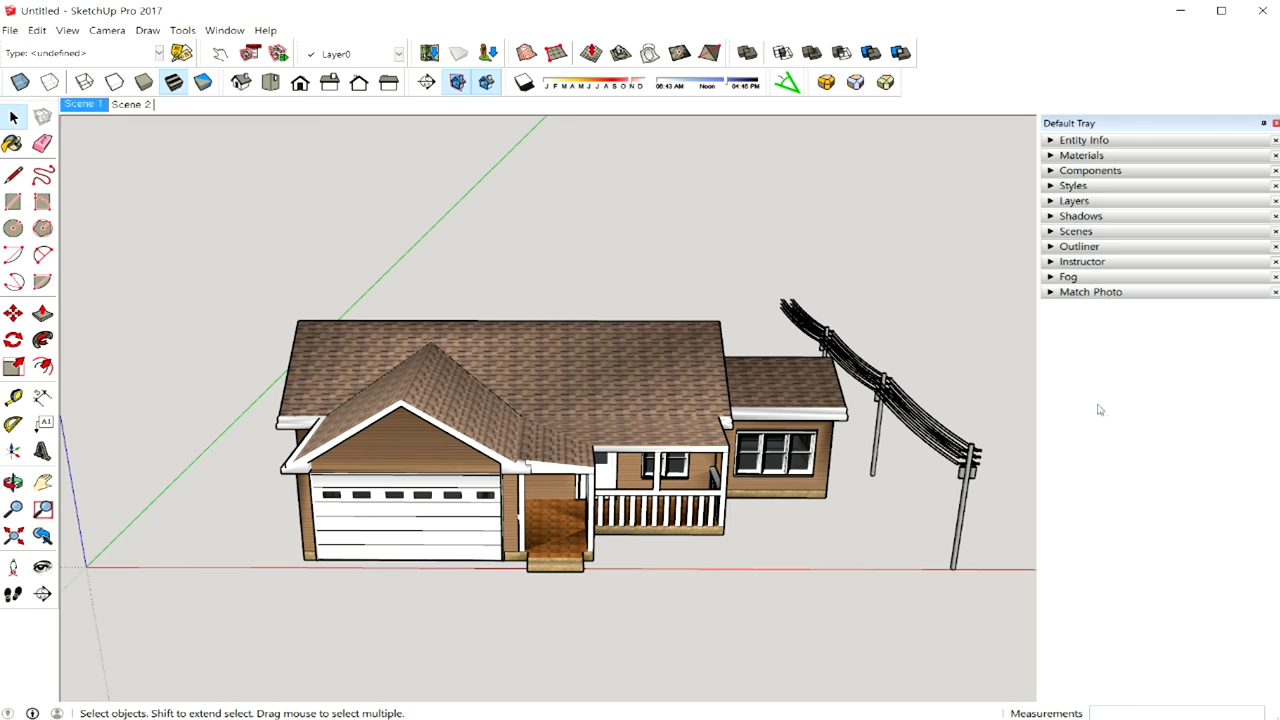 Untitled - SketchUp Pro 2017
File Edit View Camera Draw Tools Window Help
Type: <undefined>
Layer0
J F M A M J J A S O N D
06:43 AM Noon 04:45 PM
Scene 1 Scene 2
Default Tray
Entity Info
Materials
Components
Styles
Layers
Shadows
Scenes
Outliner
Instructor
Fog
Match Photo
A1
Select objects. Shift to extend select. Drag mouse to select multiple.
Measurements